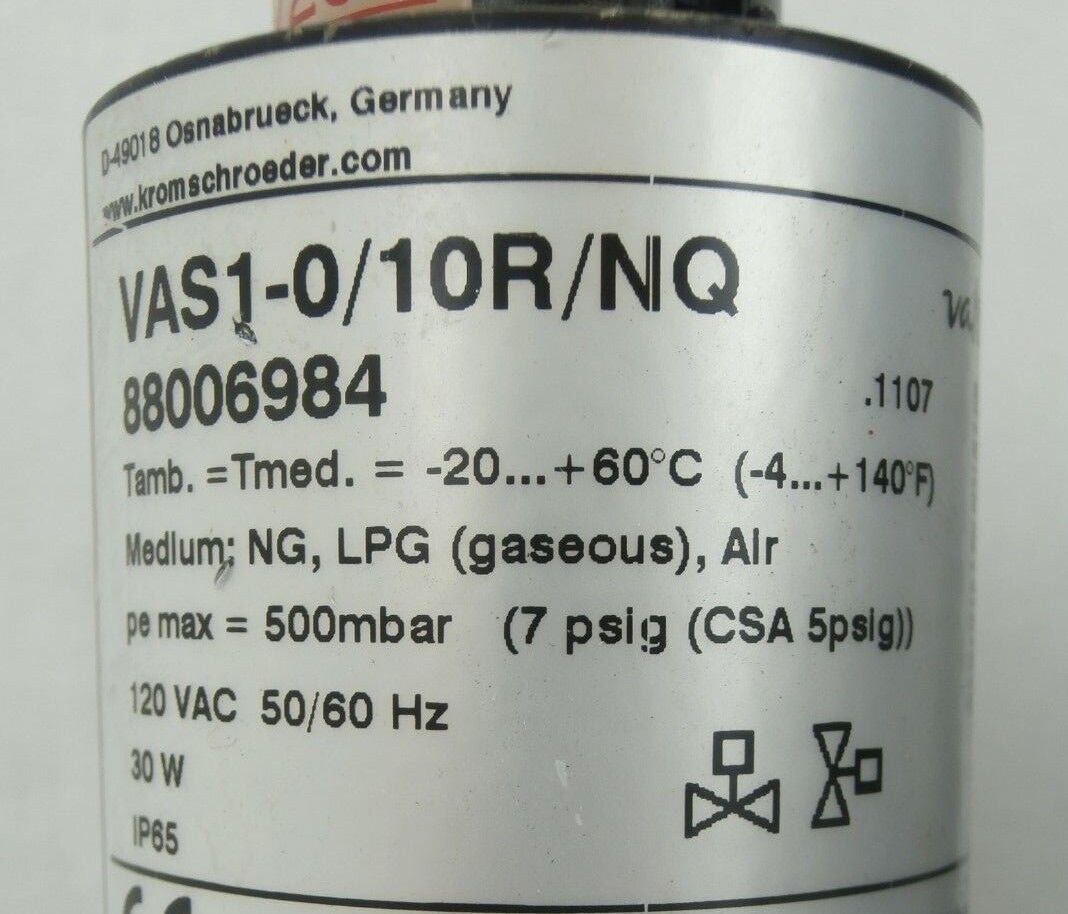 D-49018 Osnabrueck, Germany
www.kromschroeder.com
VAS1-0/10R/NQ
88006984
.1107
Tamb. =Tmed. = -20...+60°C (-4...+140°F)
Medium: NG, LPG (gaseous), Air
pe max = 500mbar (7 psig (CSA 5psig))
120 VAC 50/60 Hz
30 W
IP65